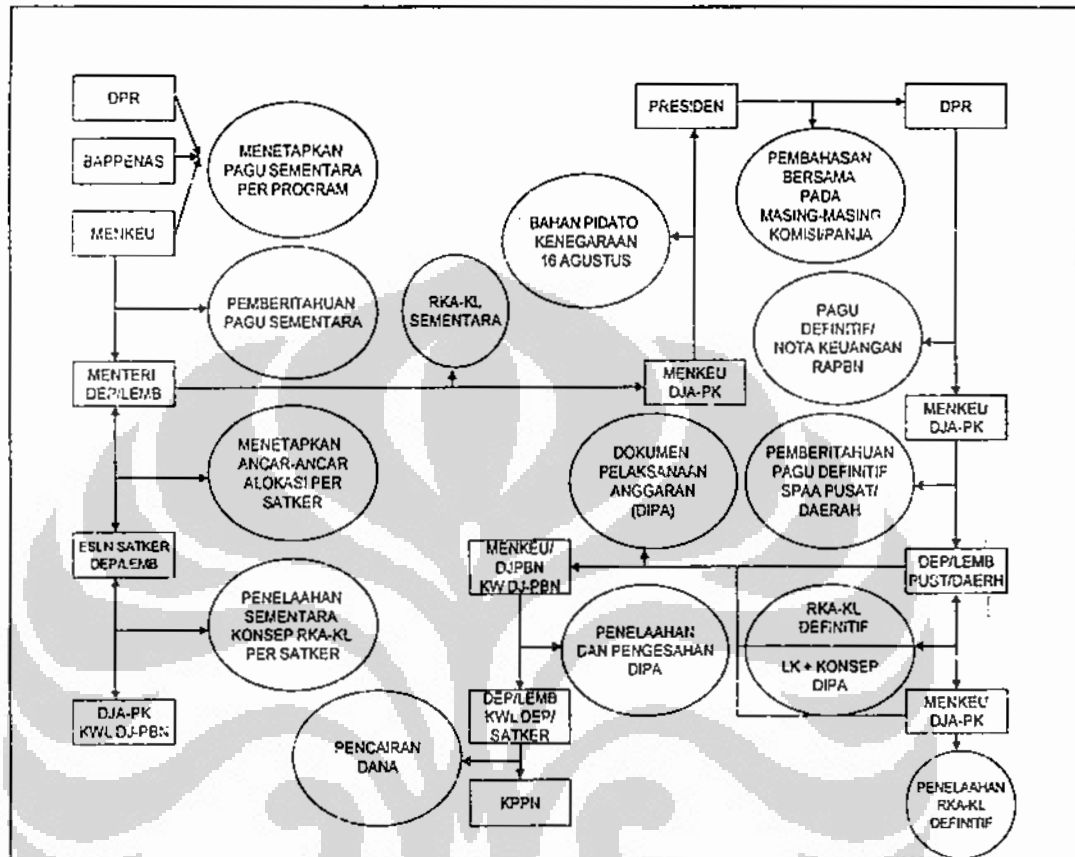 DPR
BAPPENAS
MENKEU
MENETAPKAN
PAGU SEMENTARA
PER PROGRAM
PEMBERITAHUAN
PAGU SEMENTARA
MENTERI
DEP/LEMB
MENETAPKAN
ANCAR-ANCAR
ALOKASI PER
SATKER
ESLN SATKER
DEP/LEMB
PENELAAHAN
SEMENTARA
KONSEP RKA-KL
PER SATKER
DJA-PK
KWL DJ-PBN
RKA-KL
SEMENTARA
MENKEU
DJA-PK
BAHAN PIDATO
KENEGARAAN
16 AGUSTUS
PRESIDEN
PEMBAHASAN
BERSAMA
PADA
MASING-MASING
KOMISI/PANJA
DPR
PAGU
DEFINITIF/
NOTA KEUANGAN
RAPBN
MENKEU
DJA-PK
PEMBERITAHUAN
PAGU DEFINITIF
SPAA PUSAT/
DAERAH
DEP/LEMB
PUST/DAERH
RKA-KL
DEFINITIF
LK + KONSEP
DIPA
MENKEU
DJA-PK
PENELAAHAN
RKA-KL
DEFINITIF
DOKUMEN
PELAKSANAAN
ANGGARAN
(DIPA)
MENKEU/
DJPBN
KW DJ-PBN
PENELAAHAN
DAN PENGESAHAN
DIPA
DEP/LEMB
KWL DEP/
SATKER
PENCAIRAN
DANA
KPPN